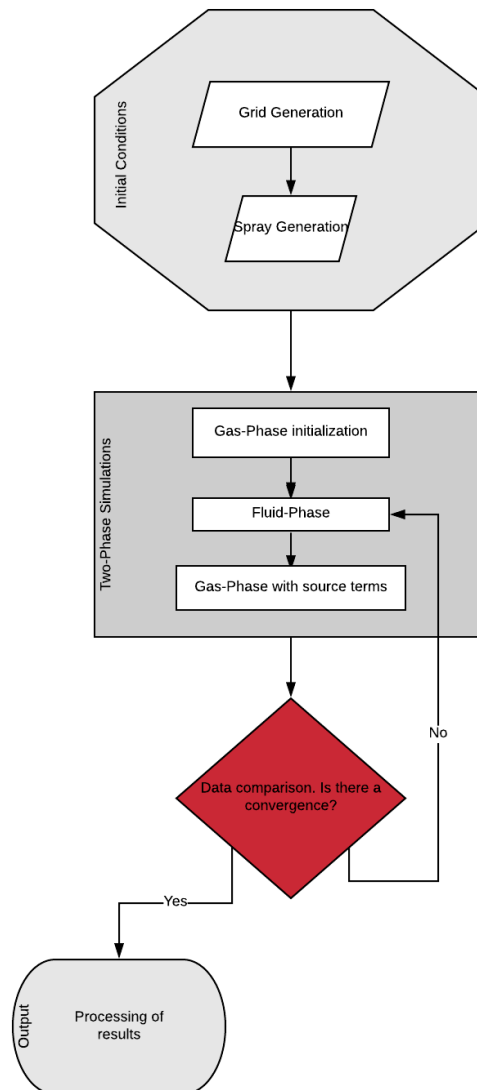 Initial Conditions
Grid Generation
Spray Generation
Two-Phase Simulations
Gas-Phase initialization
Fluid-Phase
Gas-Phase with source terms
No
Data comparison. Is there a
convergence?
Yes
Output
Processing of
results